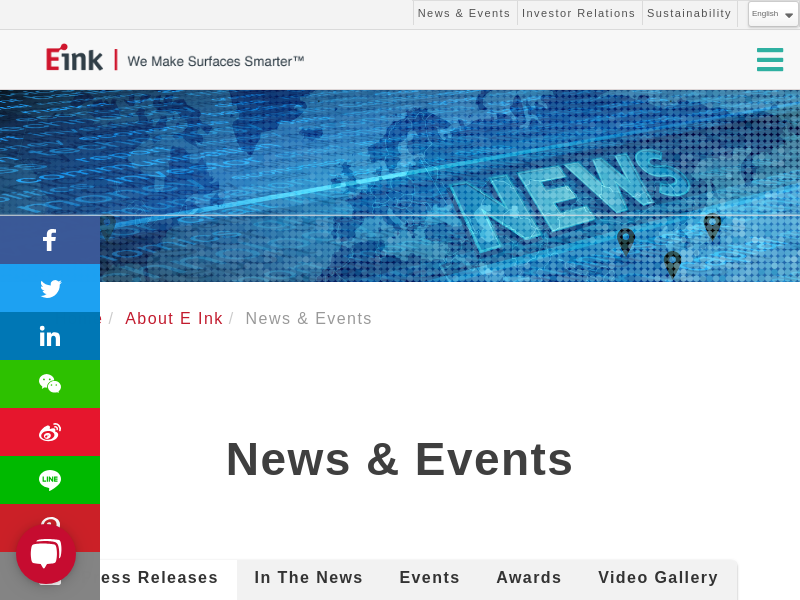 News & Events
Investor Relations
Sustainability
English
E ink | We Make Surfaces Smarter™
NEWS
/ About E Ink / News & Events
News & Events
In The News
Events
Awards
Video Gallery
Releases
LINE